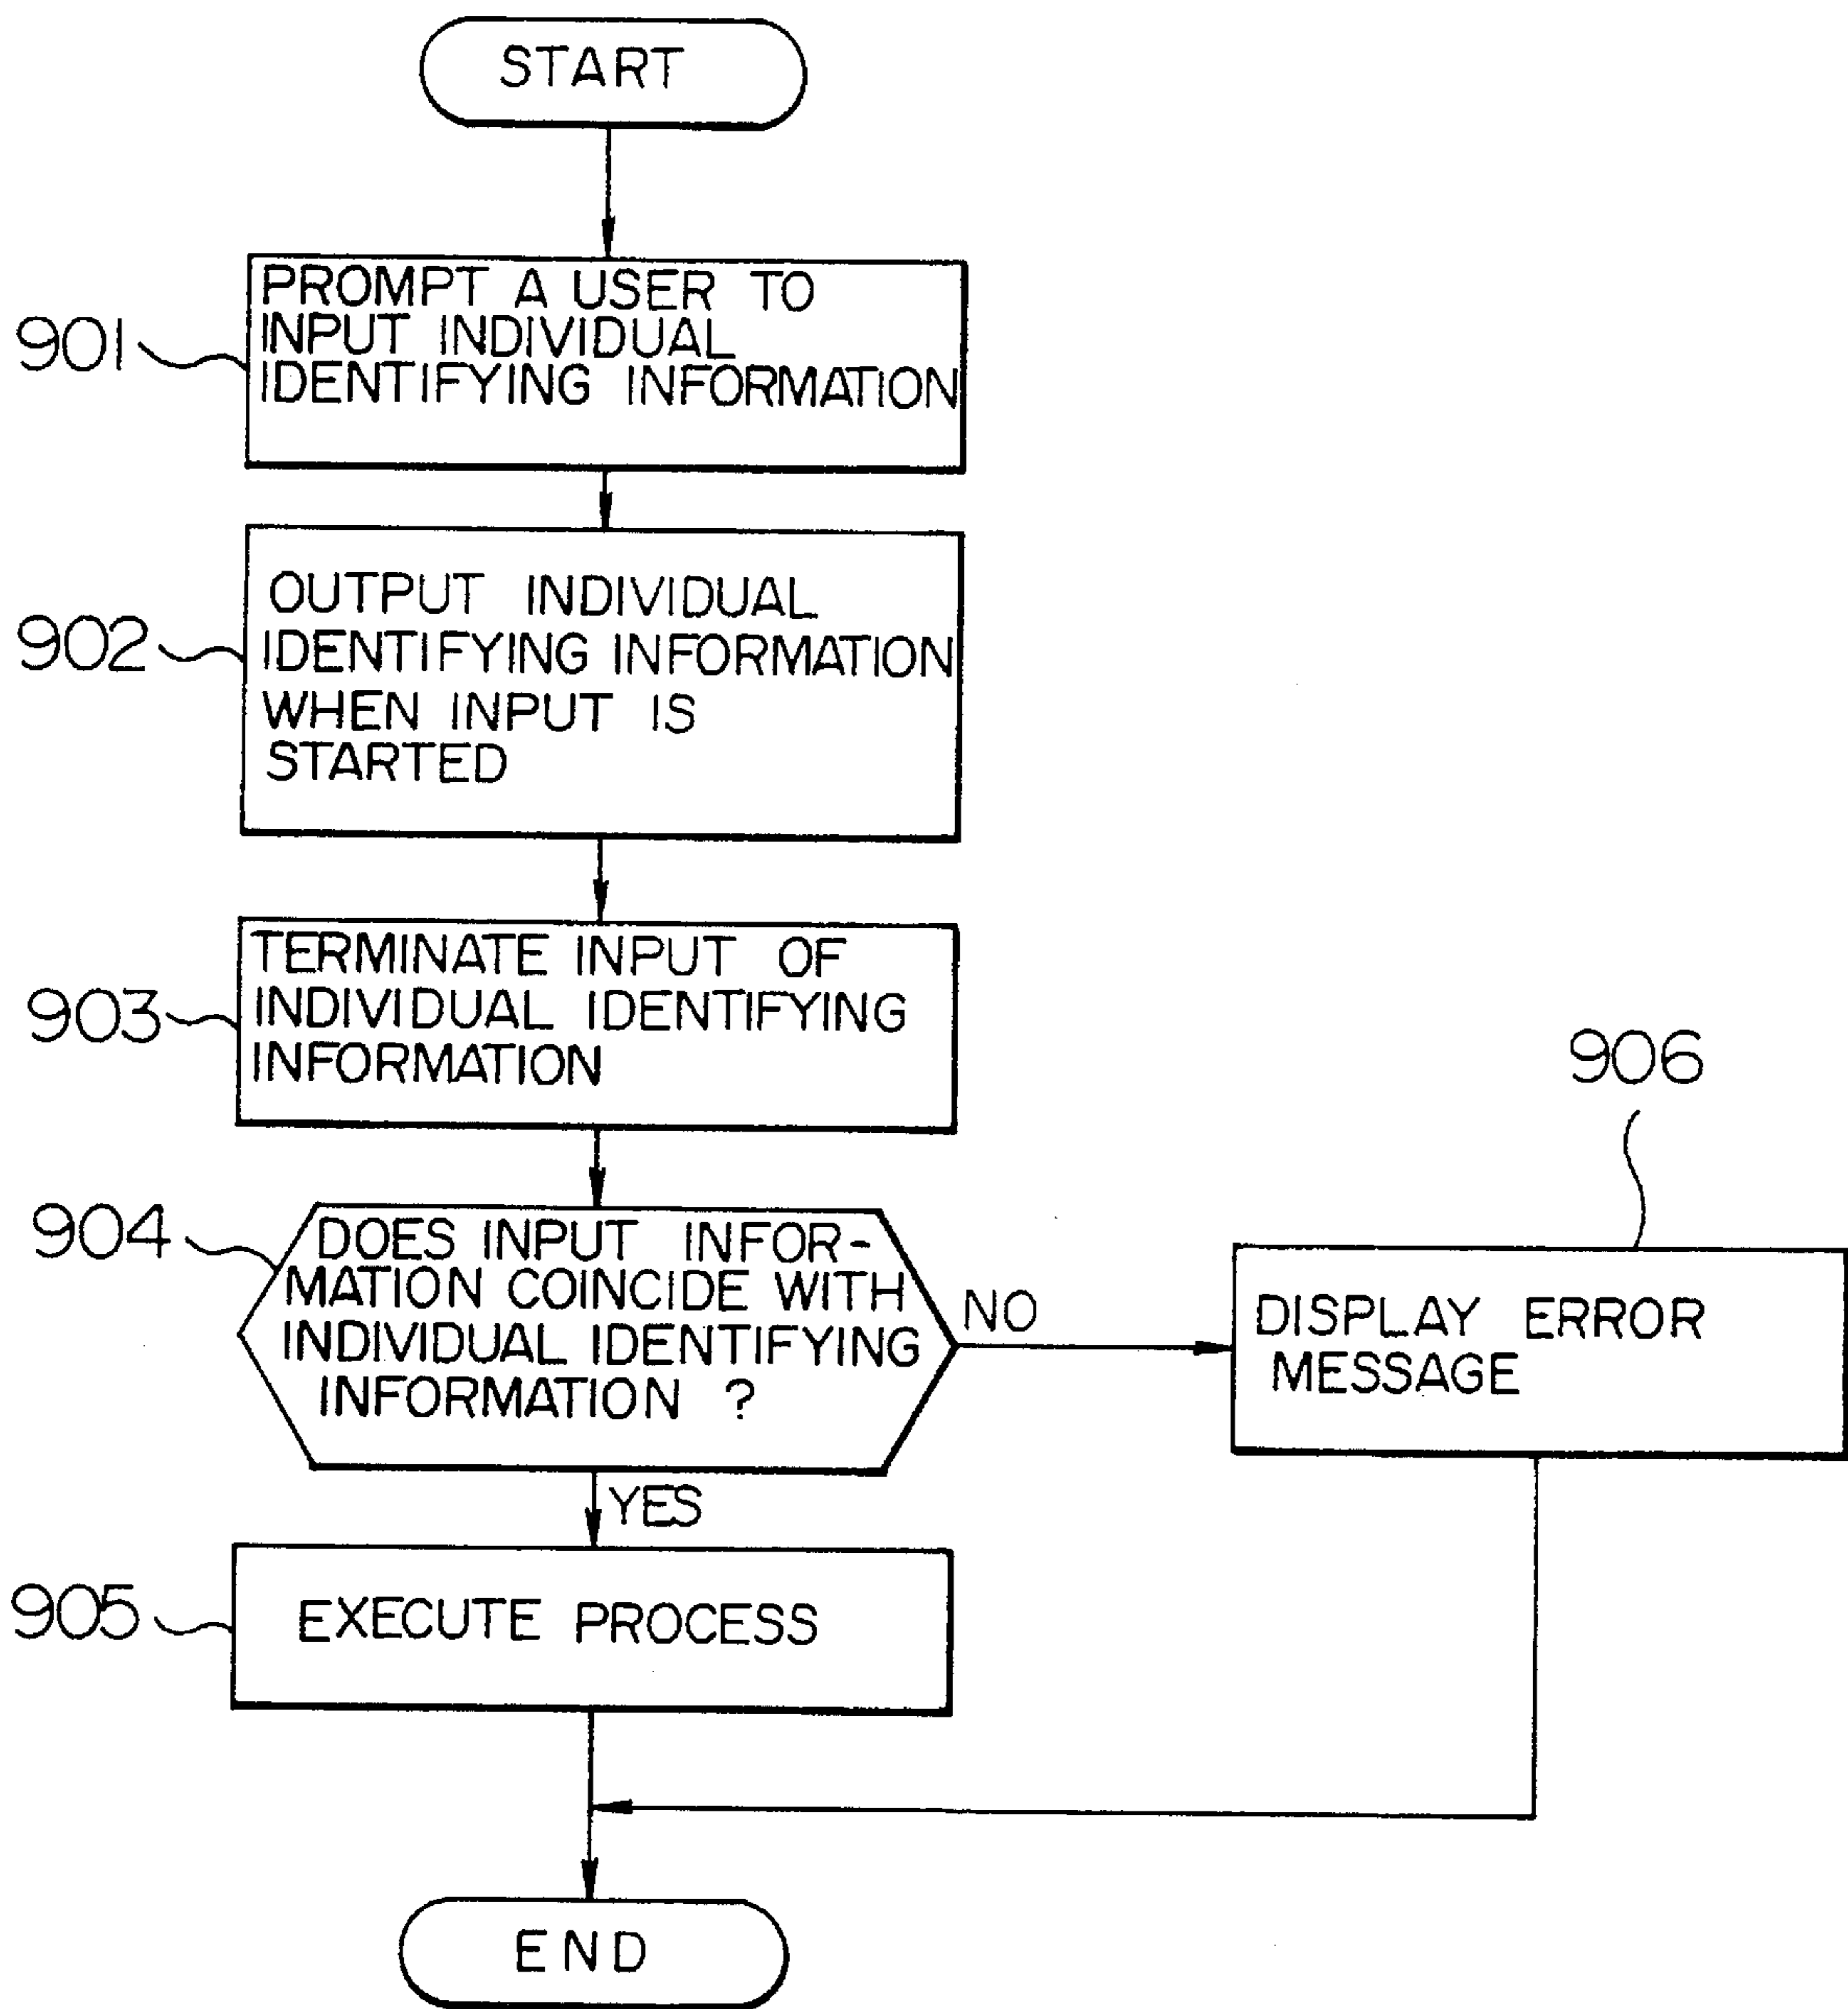 START
901
PROMPT A USER TO
INPUT INDIVIDUAL
IDENTIFYING INFORMATION
902
OUTPUT INDIVIDUAL
IDENTIFYING INFORMATION
WHEN INPUT IS
STARTED
903
TERMINATE INPUT OF
INDIVIDUAL IDENTIFYING
INFORMATION
904
DOES INPUT INFOR-
MATION COINCIDE WITH
INDIVIDUAL IDENTIFYING
INFORMATION ?
NO
906
DISPLAY ERROR
MESSAGE
YES
905
EXECUTE PROCESS
END